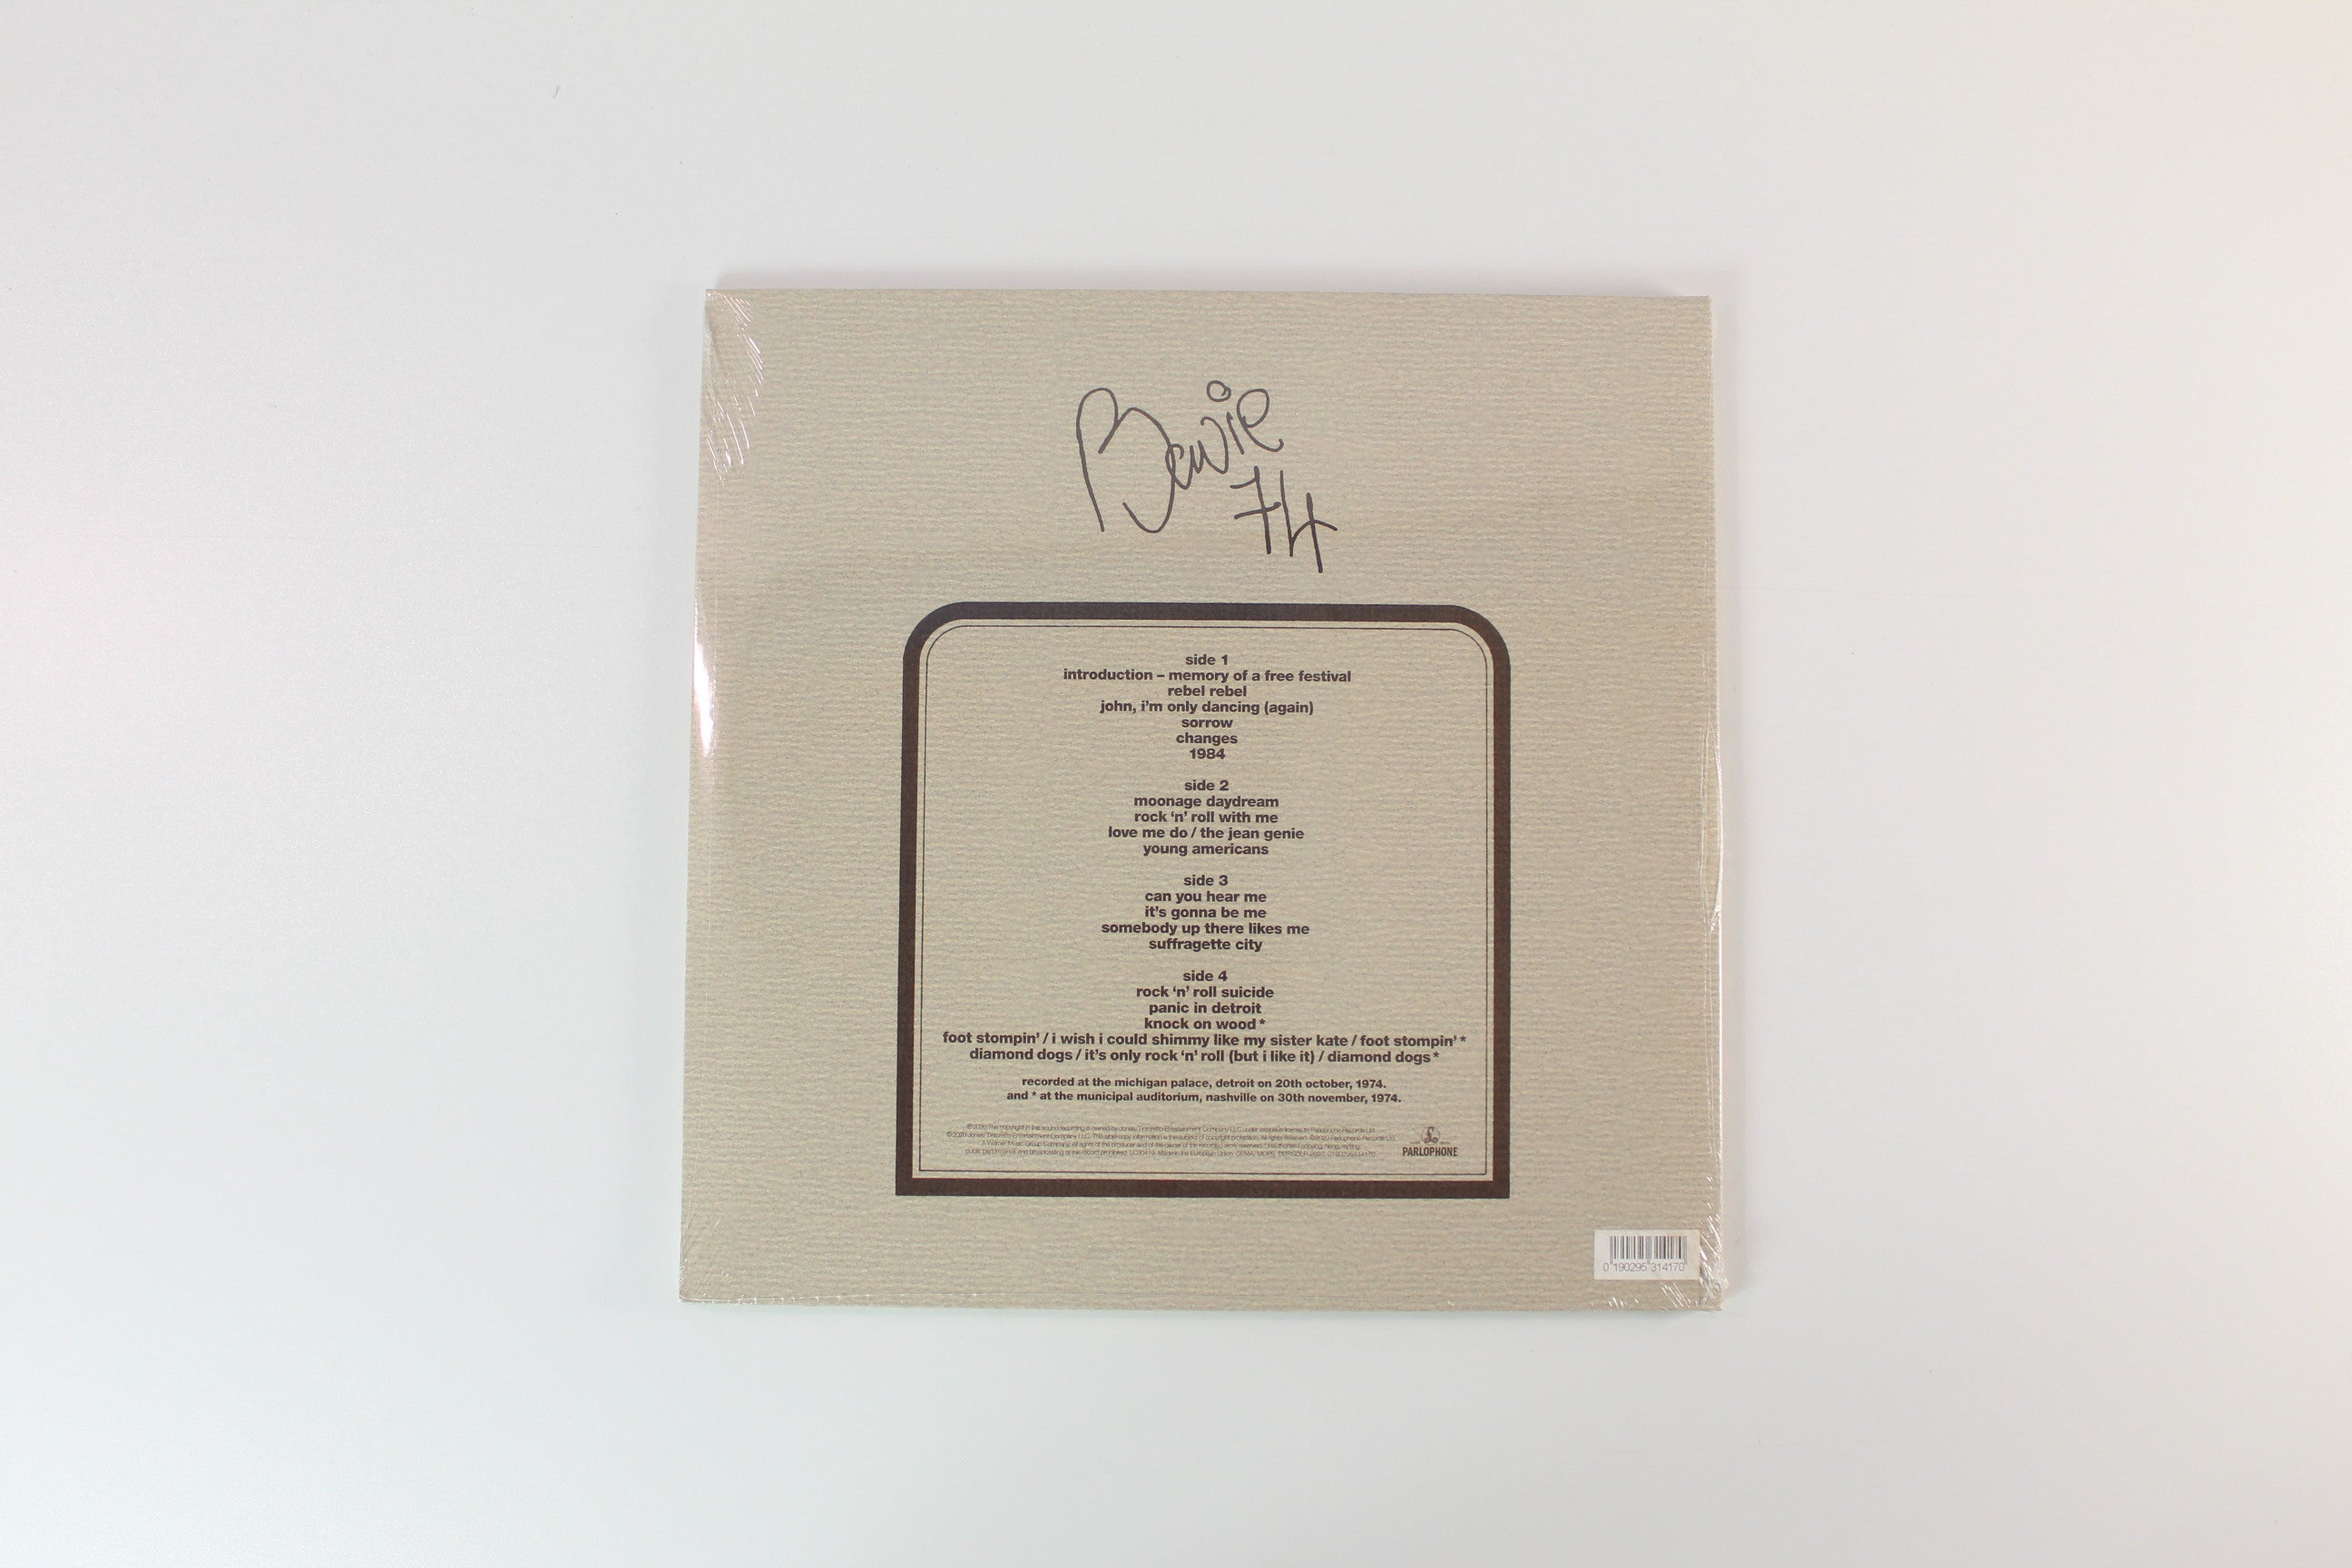 Bowie
74
side 1
introduction – memory of a free festival
rebel rebel
john, i'm only dancing (again)
sorrow
changes
1984
side 2
moonage daydream
rock ‘n’ roll with me
love me do / the jean genie
young americans
side 3
can you hear me
it's gonna be me
somebody up there likes me
suffragette city
side 4
rock ‘n’ roll suicide
panic in detroit
knock on wood *
foot stompin’ / i wish i could shimmy like my sister kate / foot stompin’ *
diamond dogs / it's only rock ‘n’ roll (but i like it) / diamond dogs *
recorded at the michigan palace, detroit on 20th october, 1974.
and * at the municipal auditorium, nashville on 30th november, 1974.
PARLOPHONE
0 190295 314170